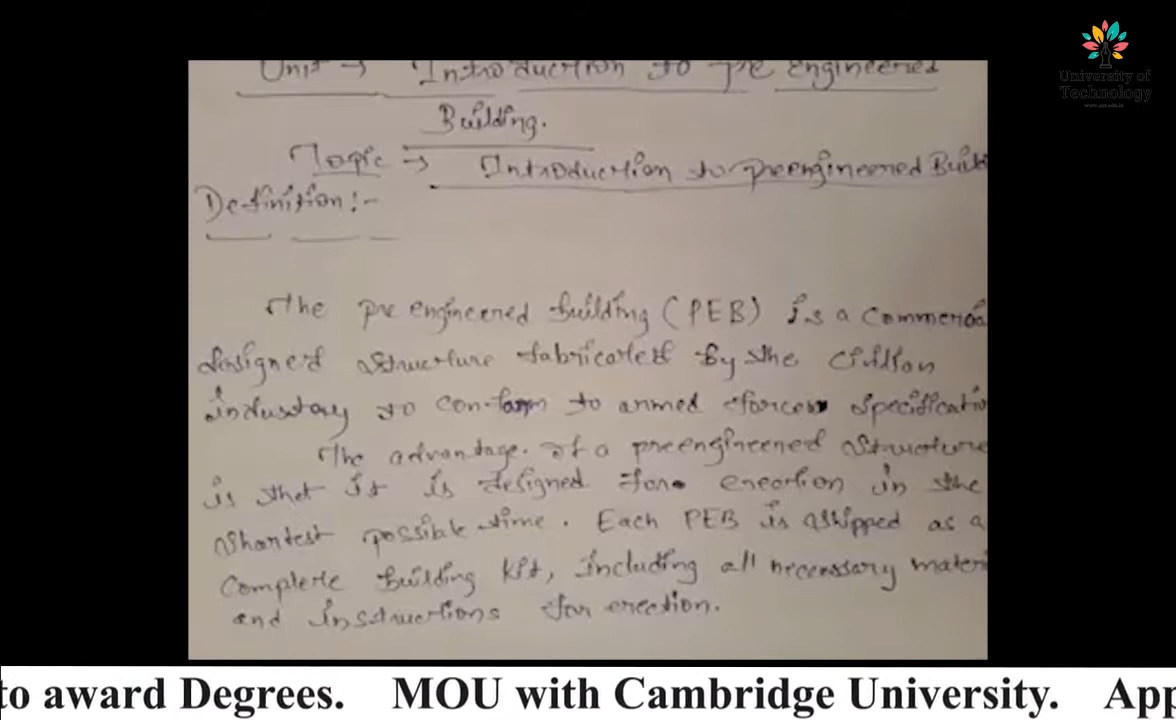 University of
Technology
Unit → Introduction to Pre engineered
Building.
Topic → Introduction to preengineered Buil
Definition :-
The pre engineered building (PEB) is a commercia
designed structure fabricated by the civilian
industry to conform to armed forces specificatio
The advantage of a preengineered structure
is that it is designed for erection in the
shortest possible time. Each PEB is shipped as a
complete building kit, including all necessary materi
and instructions for erection.
to award Degrees. MOU with Cambridge University. App